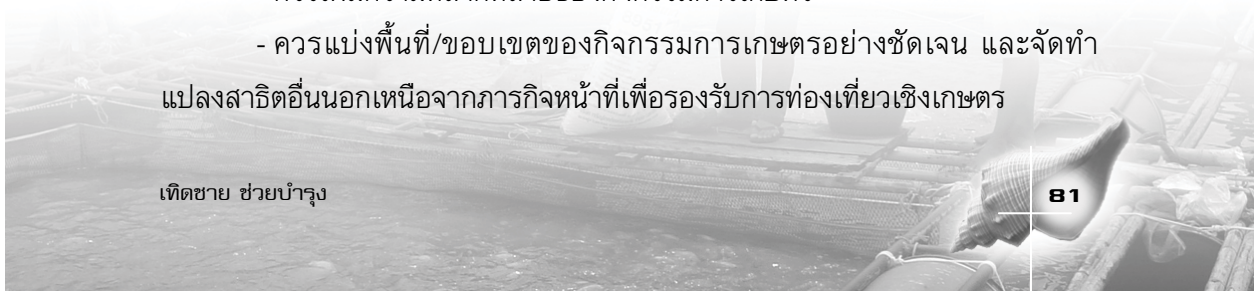 - ควรแบ่งพื้นที่/ขอบเขตของกิจกรรมการเกษตรอย่างชัดเจน และจัดทำ
แปลงสาธิตอื่นนอกเหนือจากภารกิจหน้าที่เพื่อรองรับการท่องเที่ยวเชิงเกษตร
เทิดชาย ช่วยบำรุง
81